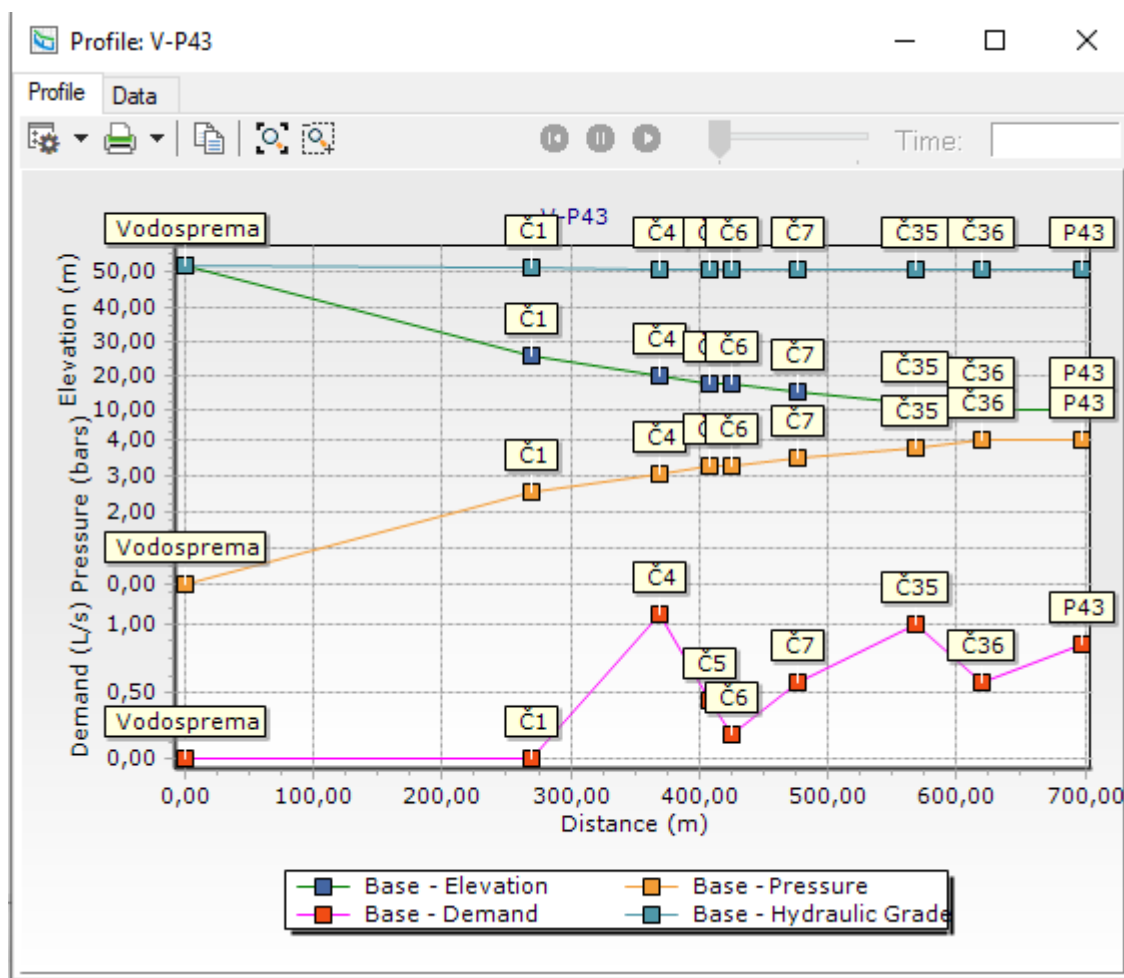 Profile: V-P43
Profile Data
Time:
V-P43
Vodosprema Č1 Č4 Č6 Č7 Č35 Č36 P43
Č1
Č4 Č6 Č7 Č35 Č36 P43
Č1 Č4 Č6 Č7 Č35 Č36 P43
Vodosprema
Č4 Č35 P43
Č5 Č7 Č36
Č6
Vodosprema Č1
Elevation (m)
50,00
40,00
30,00
20,00
10,00
Pressure (bars)
4,00
3,00
2,00
0,00
Demand (L/s)
1,00
0,50
0,00
0,00 100,00 200,00 300,00 400,00 500,00 600,00 700,00
Distance (m)
Base - Elevation Base - Pressure
Base - Demand Base - Hydraulic Grade